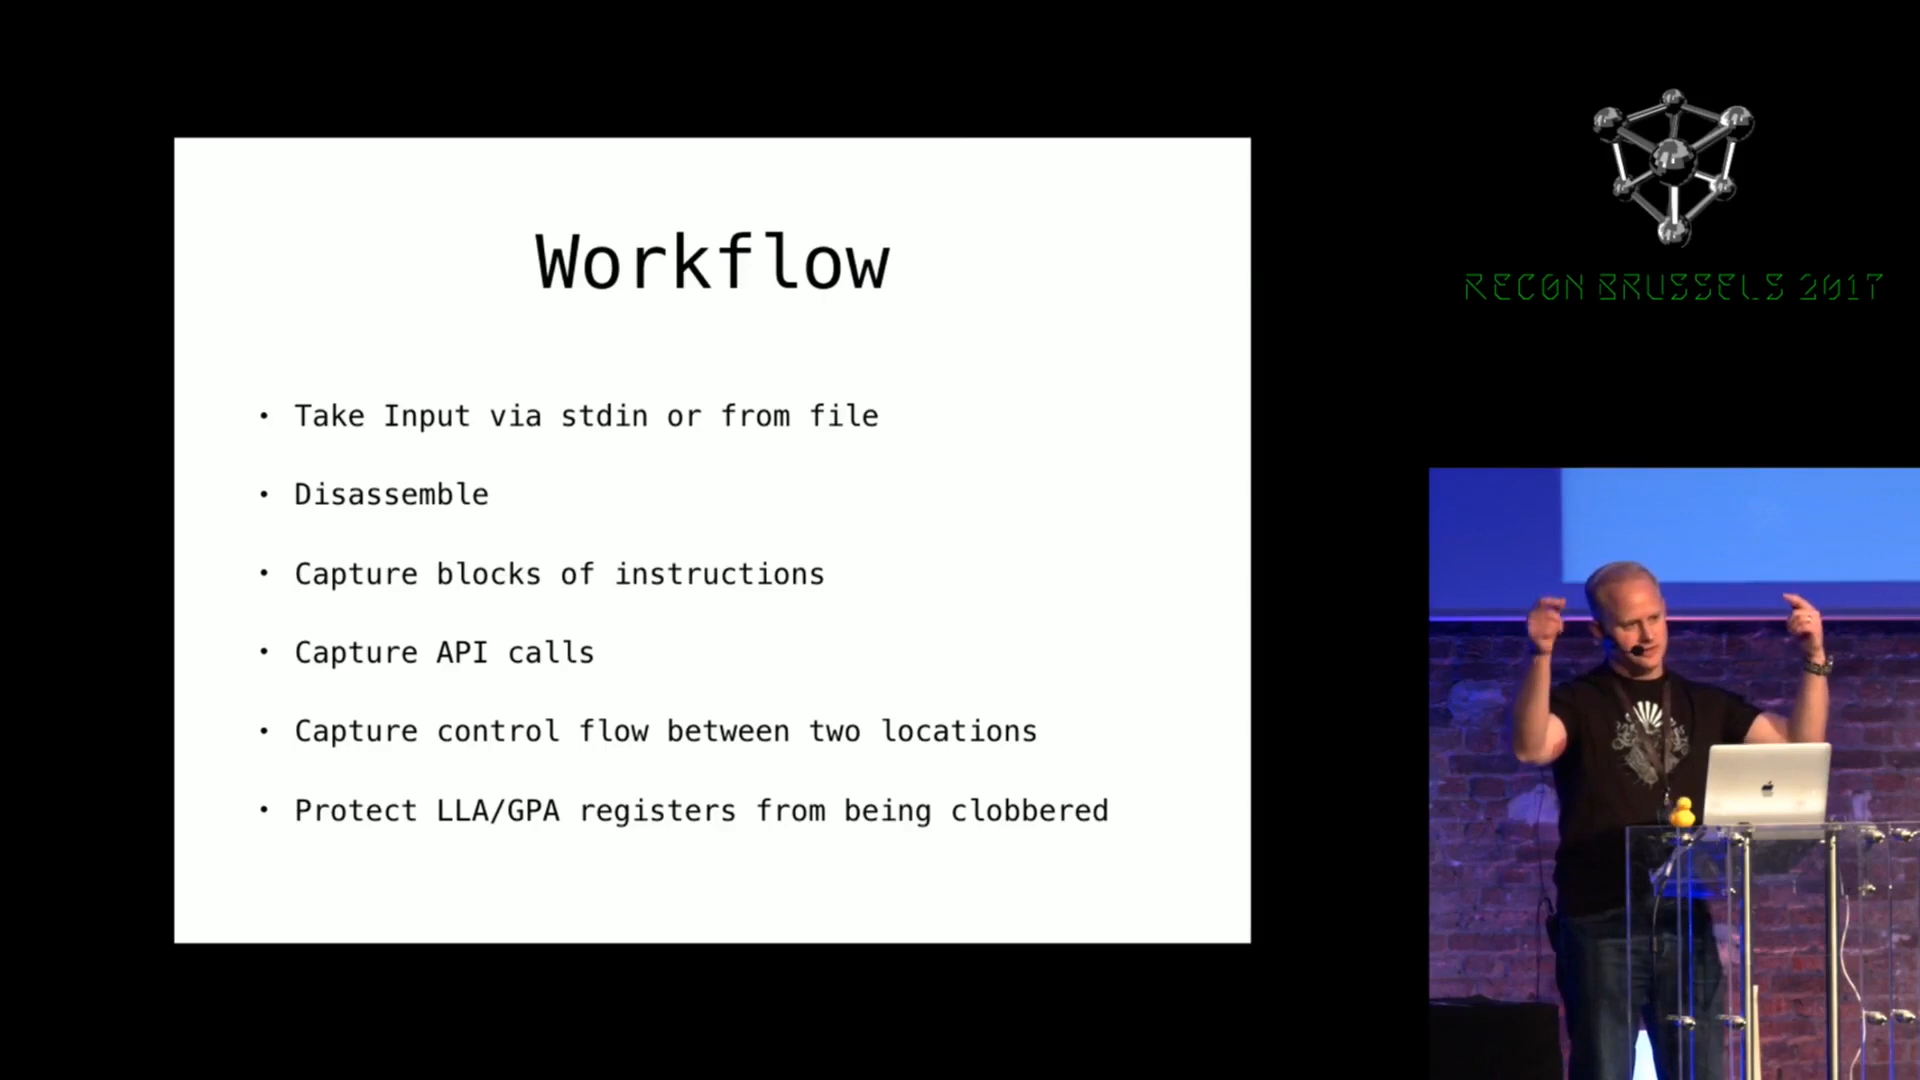 RECON BRUSSELS 2017
Workflow
• Take Input via stdin or from file
• Disassemble
• Capture blocks of instructions
• Capture API calls
• Capture control flow between two locations
• Protect LLA/GPA registers from being clobbered